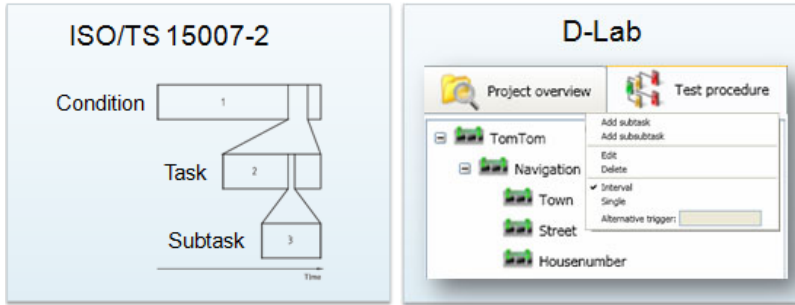 ISO/TS 15007-2
Condition
1
Task
2
Subtask
3
Time
D-Lab
Project overview
Test procedure
Add subtask
Add subsubtask
Edit
Delete
Interval
Single
Alternative trigger:
TomTom
Navigation
Town
Street
Housenumber